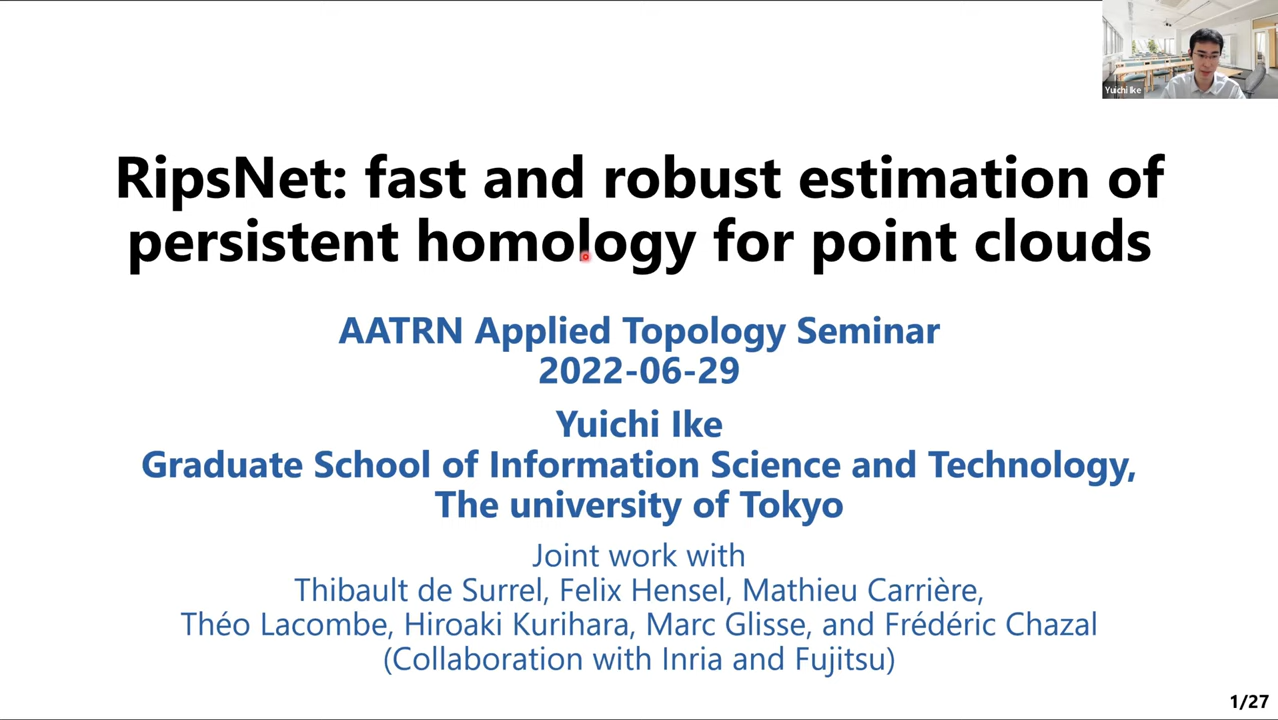 Yuichi Ike
RipsNet: fast and robust estimation of
persistent homology for point clouds
AATRN Applied Topology Seminar
2022-06-29
Yuichi Ike
Graduate School of Information Science and Technology,
The university of Tokyo
Joint work with
Thibault de Surrel, Felix Hensel, Mathieu Carrière,
Théo Lacombe, Hiroaki Kurihara, Marc Glisse, and Frédéric Chazal
(Collaboration with Inria and Fujitsu)
1/27